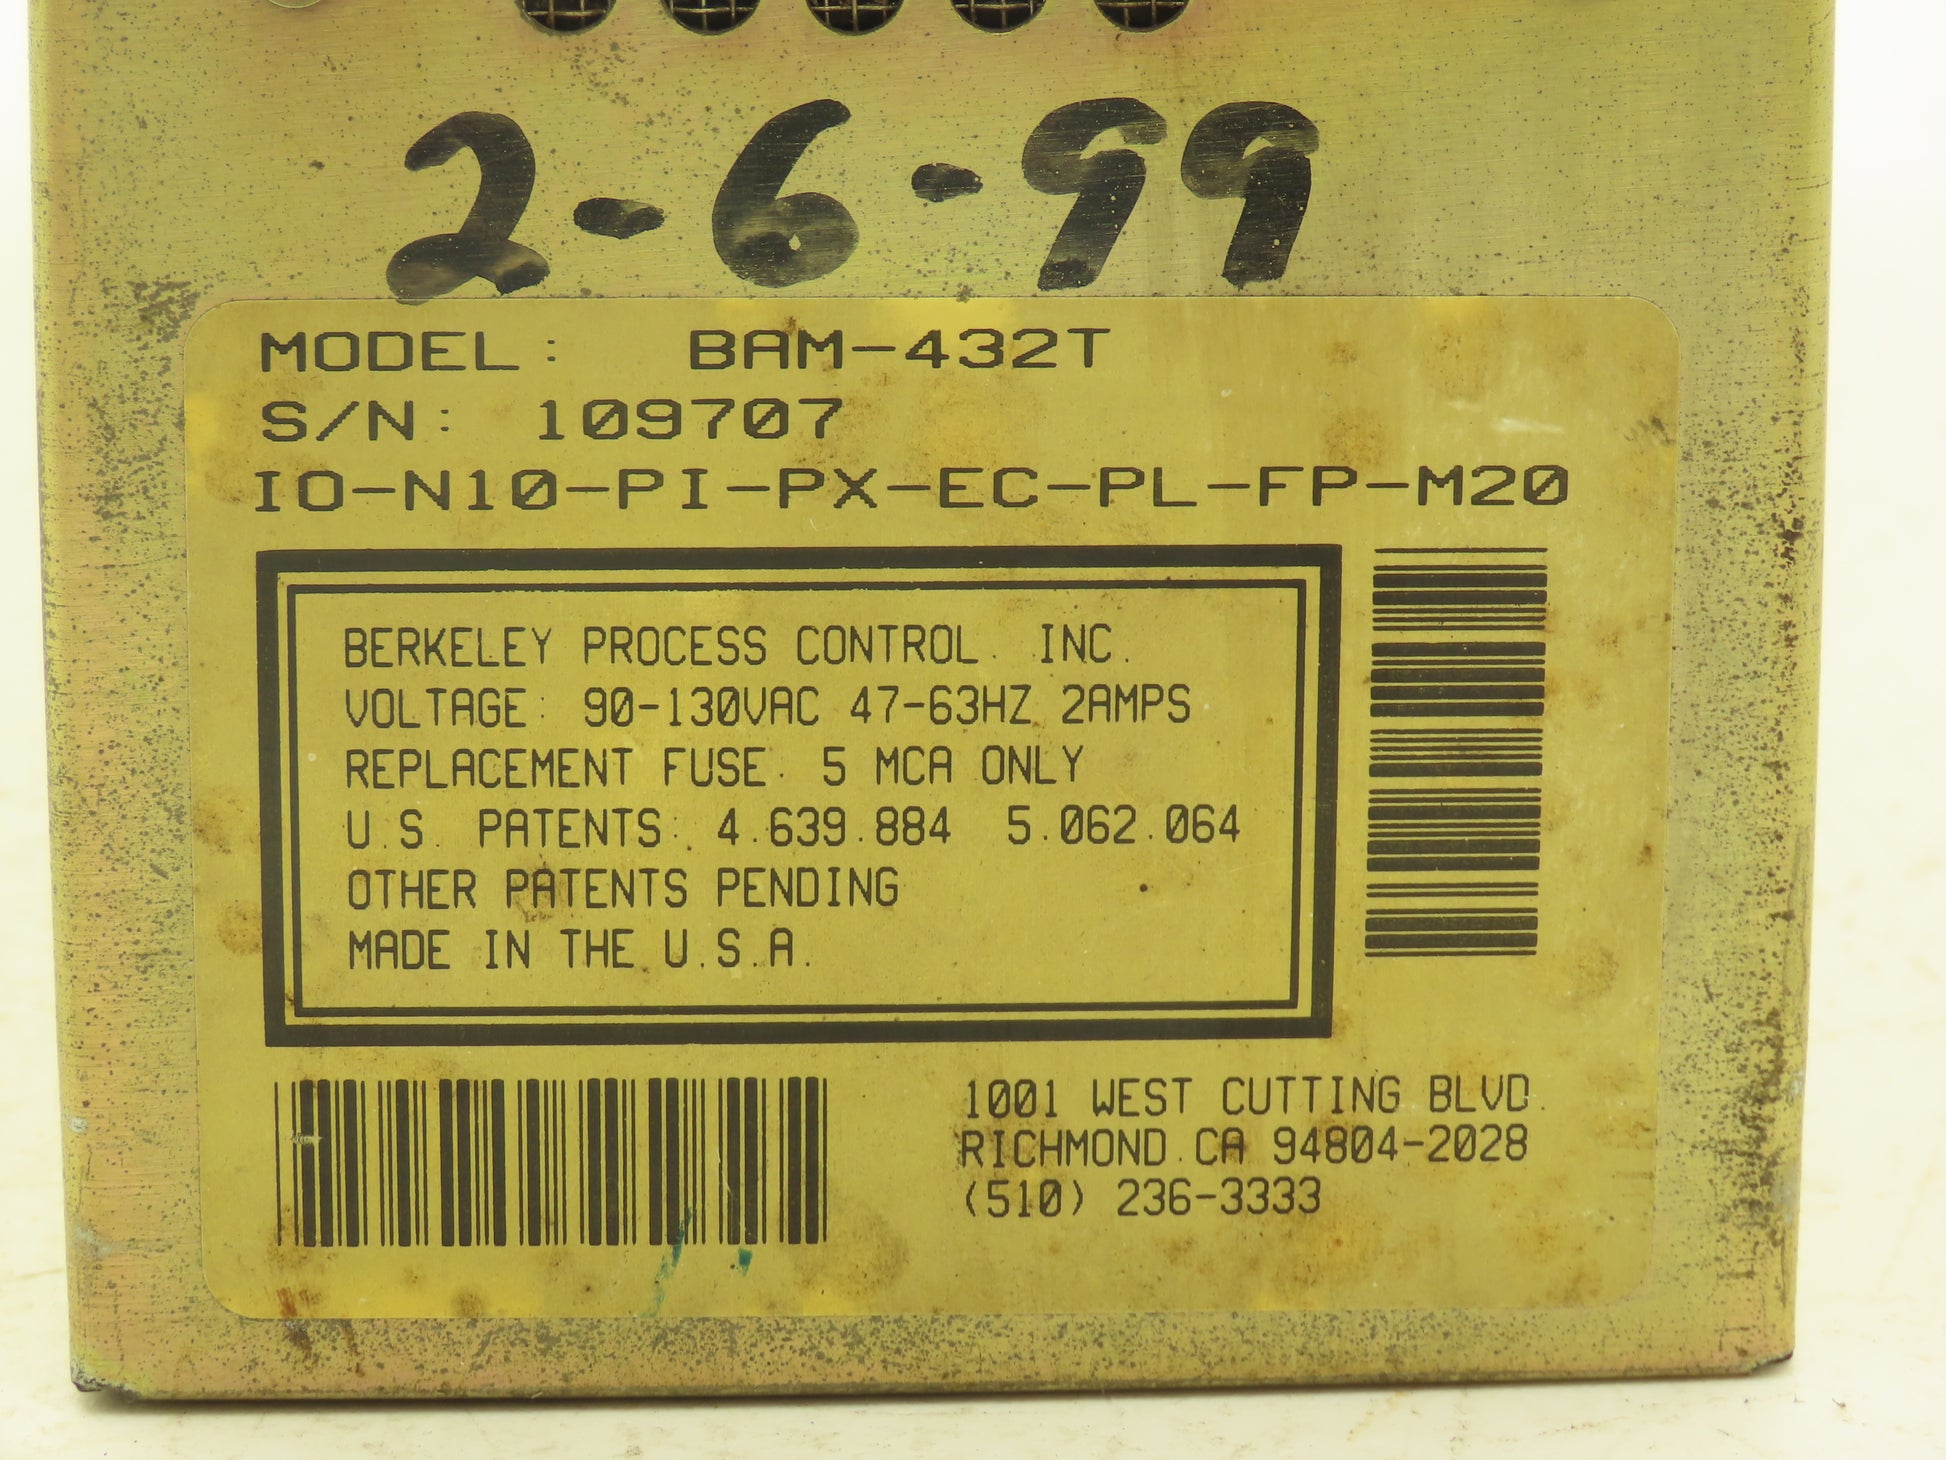 2-6-99
MODEL: BAM-432T
S/N: 109707
IO-N10-PI-PX-EC-PL-FP-M20
BERKELEY PROCESS CONTROL. INC.
VOLTAGE: 90-130VAC 47-63HZ 2AMPS
REPLACEMENT FUSE: 5 MCA ONLY
U.S. PATENTS: 4.639.884 5.062.064
OTHER PATENTS PENDING
MADE IN THE U.S.A.
1001 WEST CUTTING BLVD.
RICHMOND.CA 94804-2028
(510) 236-3333